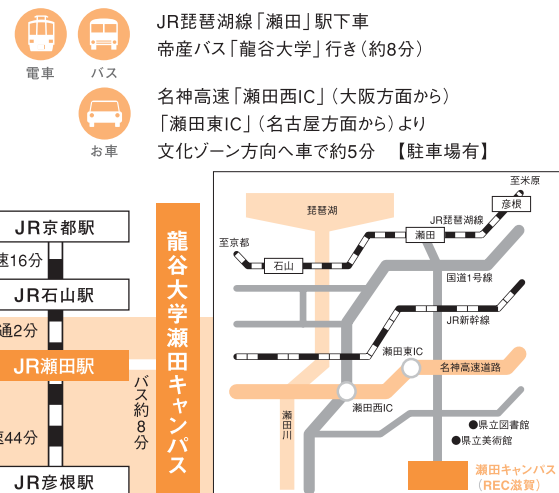 JR琵琶湖線「瀬田」駅下車
帝産バス「龍谷大学」行き（約8分）
電車
バス
名神高速「瀬田西IC」（大阪方面から）
「瀬田東IC」（名古屋方面から）より
文化ゾーン方向へ車で約5分 【駐車場有】
お車
JR京都駅
速16分
JR石山駅
通2分
JR瀬田駅
速44分
JR彦根駅
バス約8分
龍谷大学瀬田キャンパス
至米原
彦根
琵琶湖
JR琵琶湖線
瀬田
至京都
石山
国道1号線
JR新幹線
瀬田東IC
名神高速道路
瀬田西IC
瀬田川
●県立図書館
●県立美術館
瀬田キャンパス
（REC滋賀）